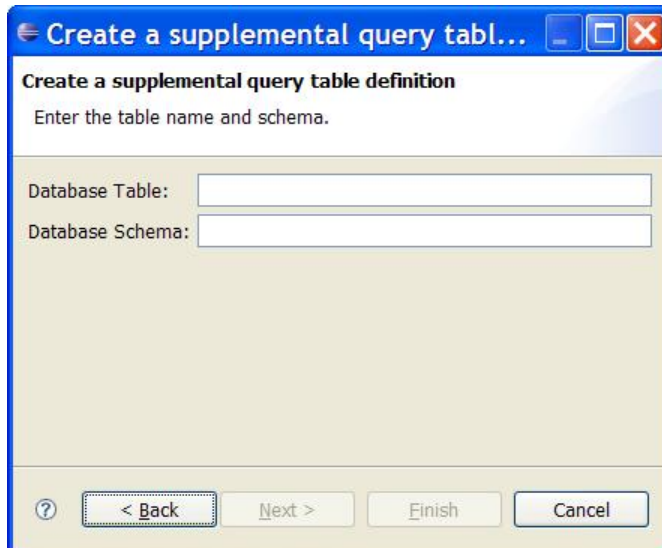 Create a supplemental query tabl...
Create a supplemental query table definition
Enter the table name and schema.
Database Table:
Database Schema:
? < Back Next > Finish Cancel